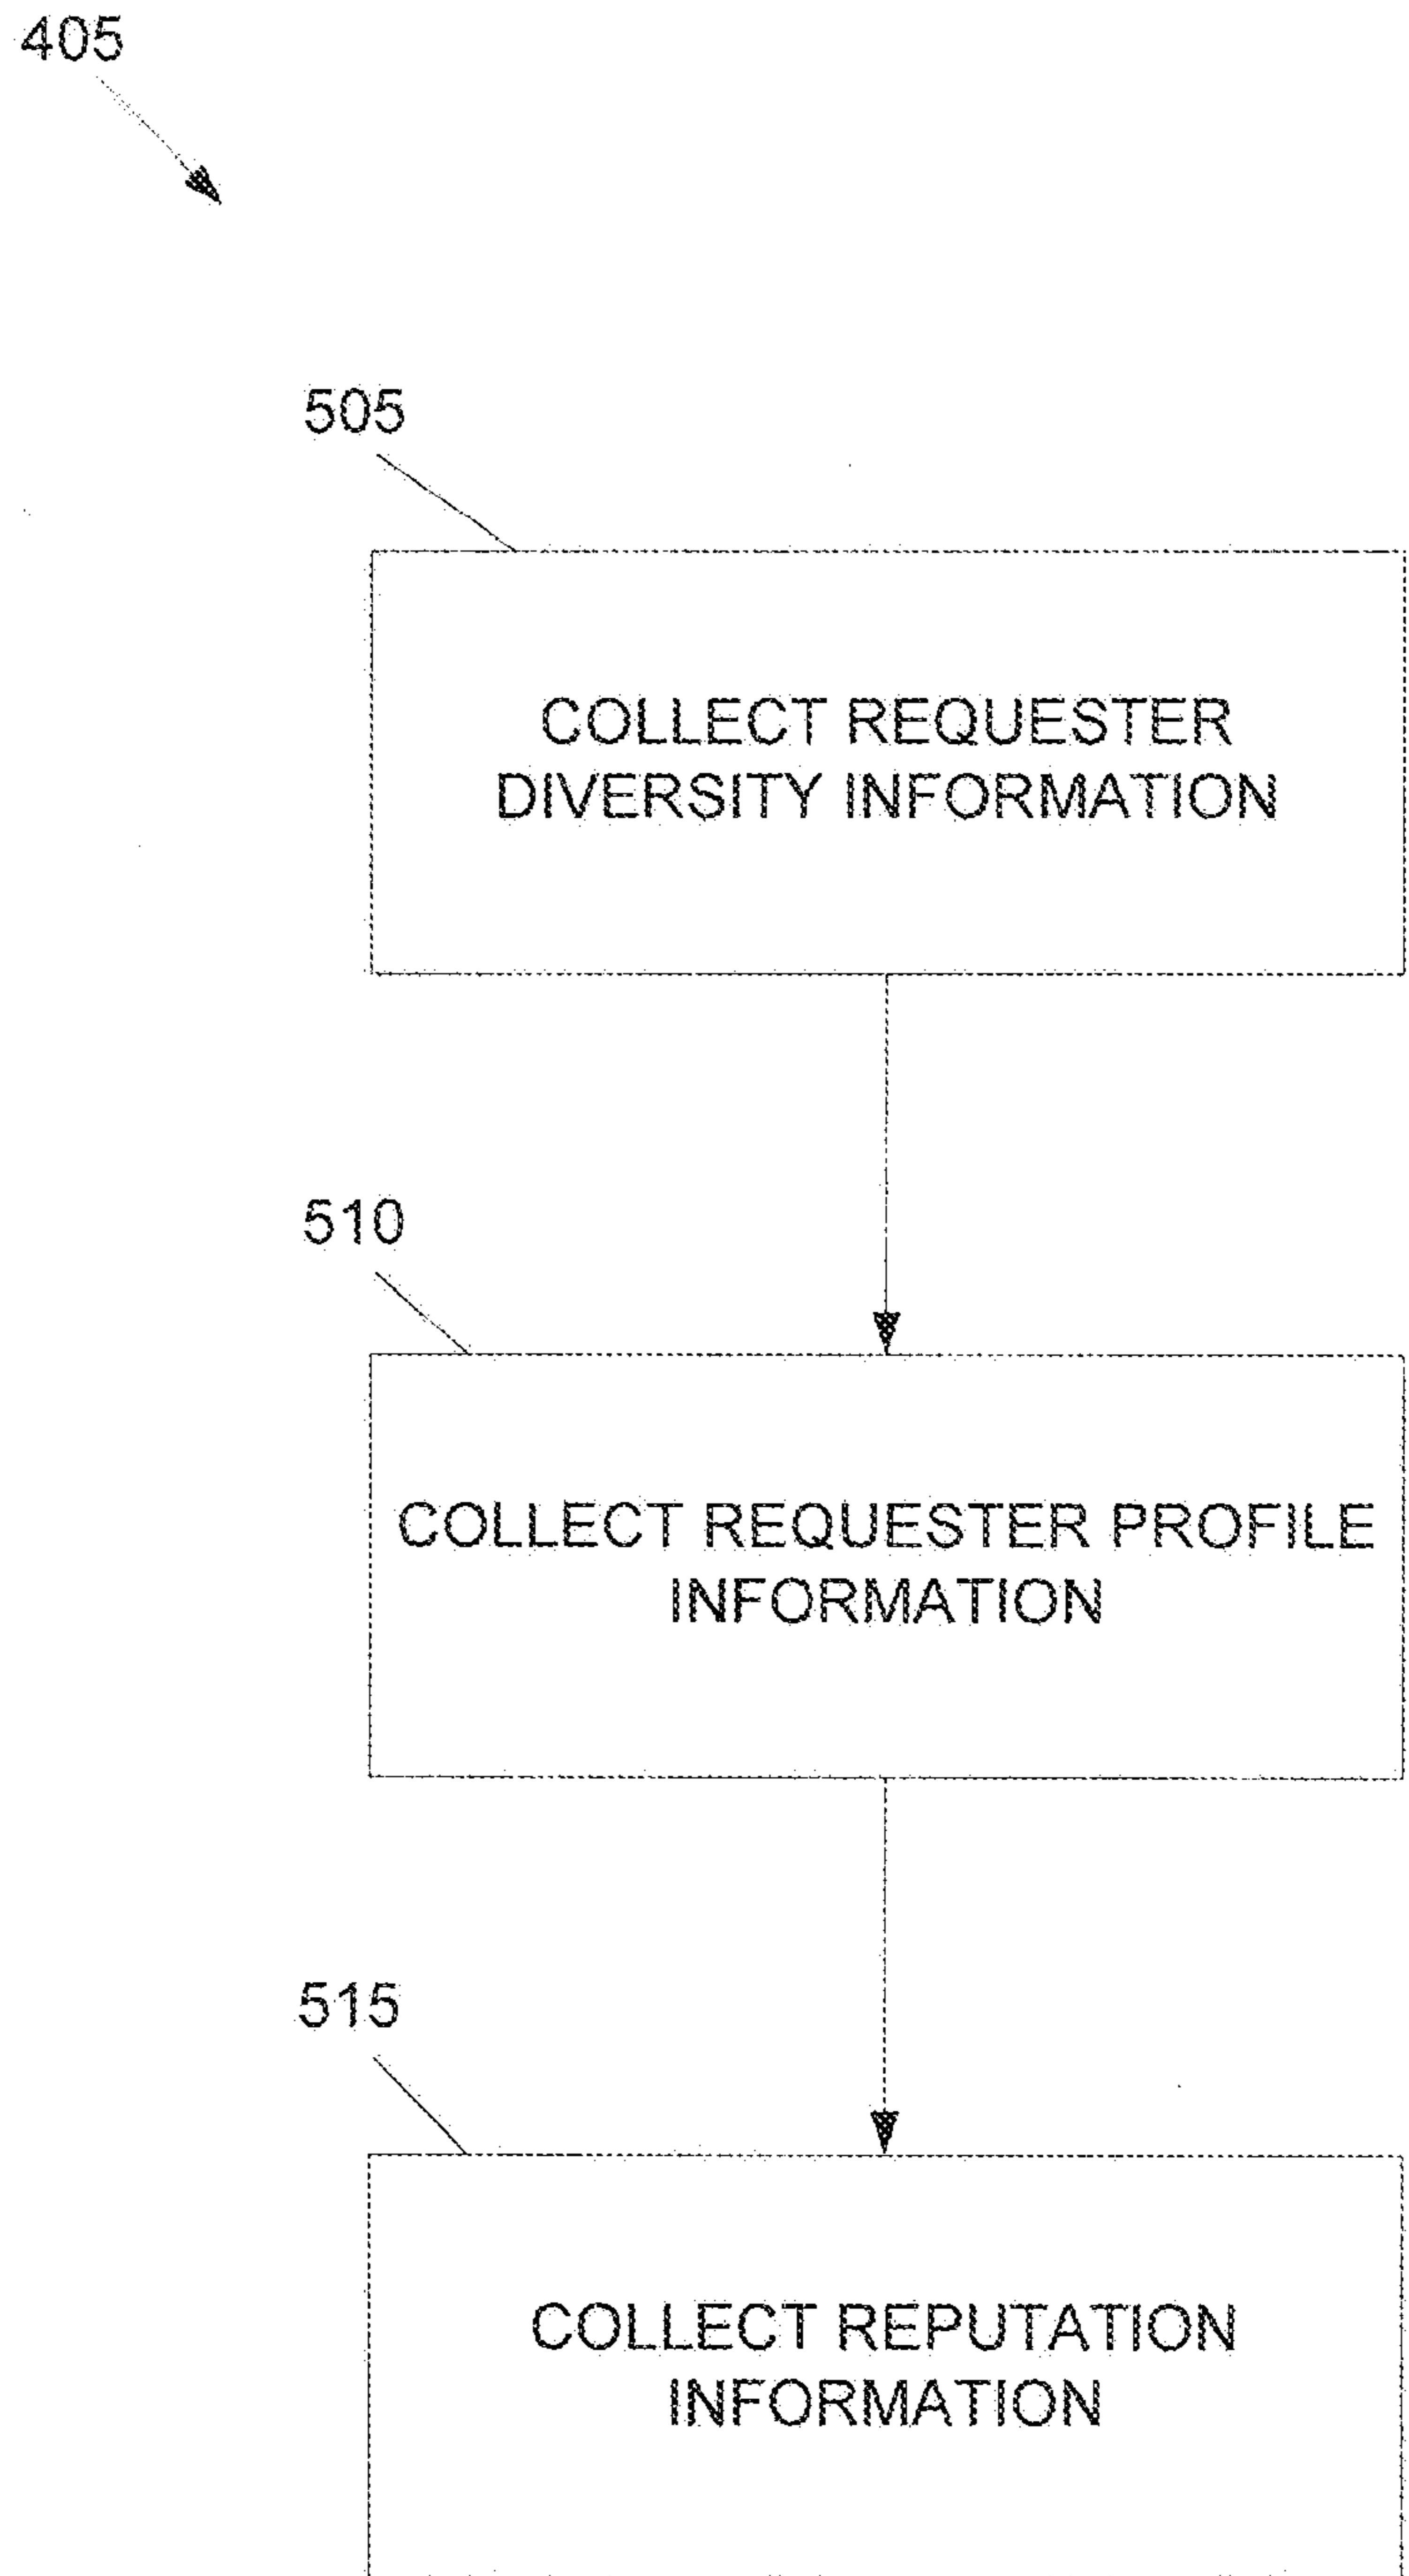 405
505
COLLECT REQUESTER
DIVERSITY INFORMATION
510
COLLECT REQUESTER PROFILE
INFORMATION
515
COLLECT REPUTATION
INFORMATION